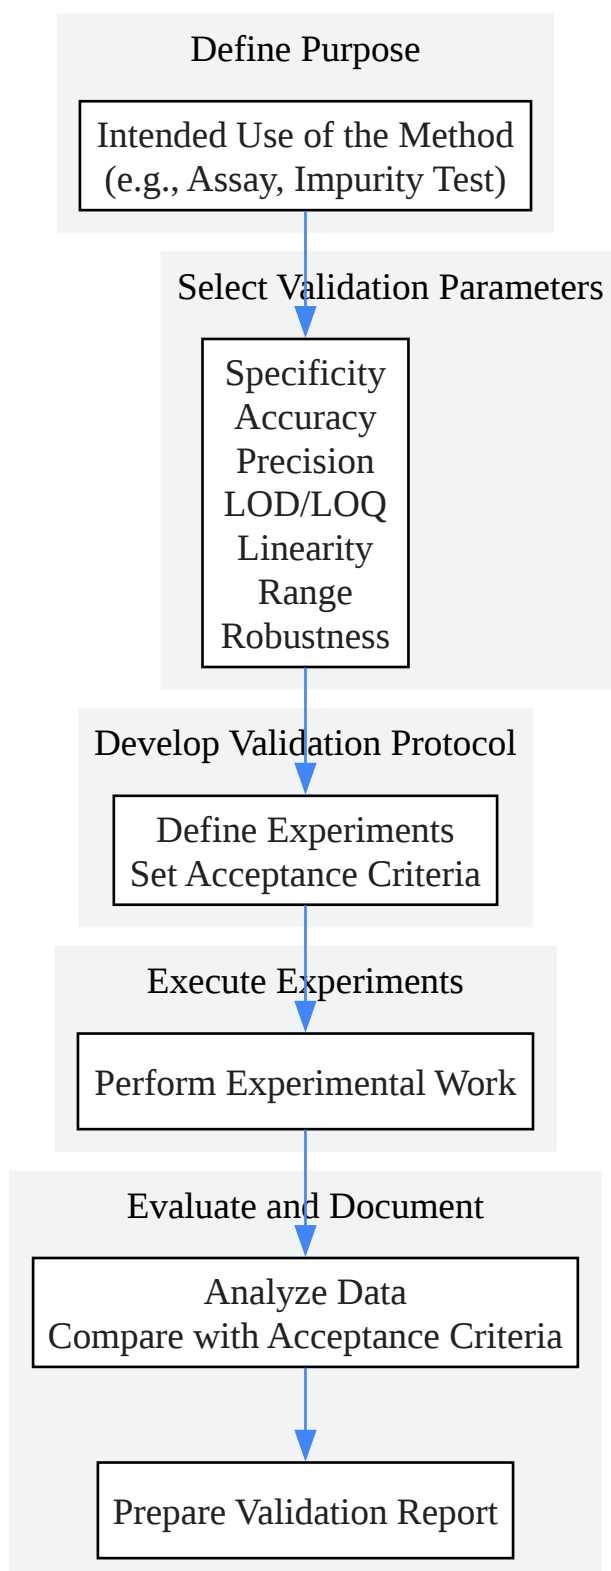 Define Purpose
Intended Use of the Method
(e.g., Assay, Impurity Test)
Select Validation Parameters
Specificity
Accuracy
Precision
LOD/LOQ
Linearity
Range
Robustness
Develop Validation Protocol
Define Experiments
Set Acceptance Criteria
Execute Experiments
Perform Experimental Work
Evaluate and Document
Analyze Data
Compare with Acceptance Criteria
Prepare Validation Report